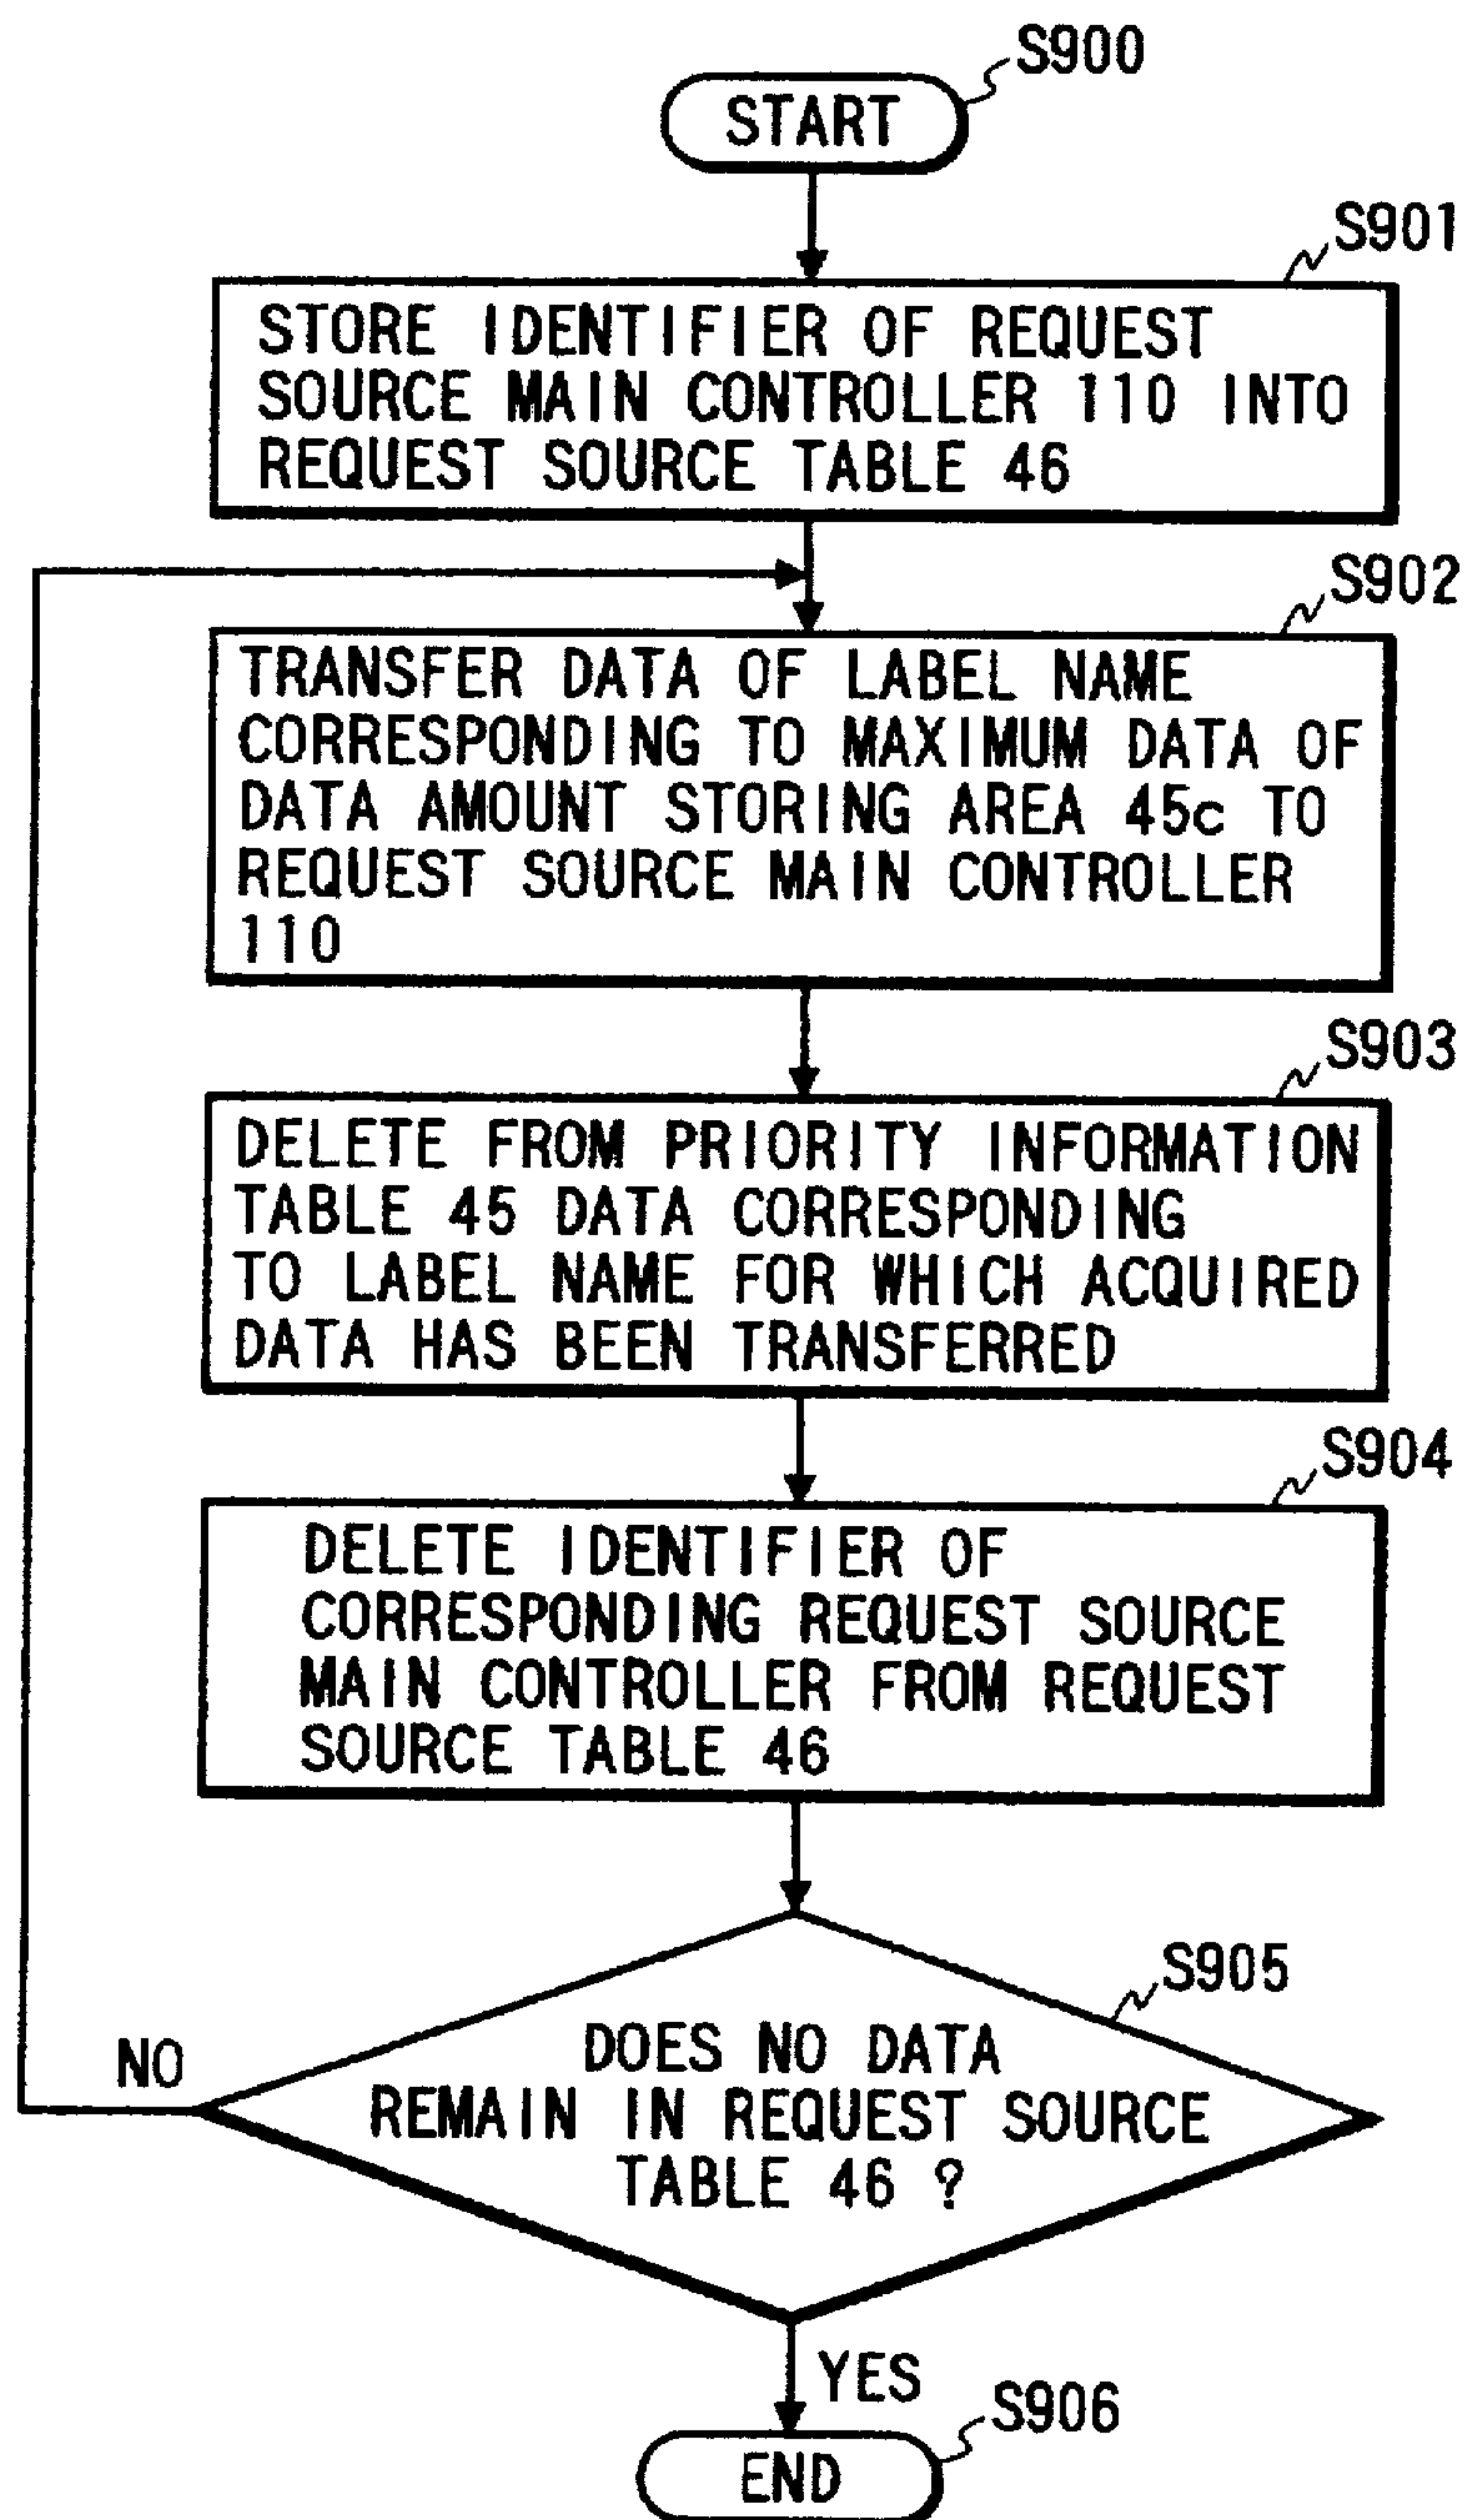 S900
START
S901
STORE IDENTIFIER OF REQUEST
SOURCE MAIN CONTROLLER 110 INTO
REQUEST SOURCE TABLE 46
S902
TRANSFER DATA OF LABEL NAME
CORRESPONDING TO MAXIMUM DATA OF
DATA AMOUNT STORING AREA 45c TO
REQUEST SOURCE MAIN CONTROLLER
110
S903
DELETE FROM PRIORITY INFORMATION
TABLE 45 DATA CORRESPONDING
TO LABEL NAME FOR WHICH ACQUIRED
DATA HAS BEEN TRANSFERRED
S904
DELETE IDENTIFIER OF
CORRESPONDING REQUEST SOURCE
MAIN CONTROLLER FROM REQUEST
SOURCE TABLE 46
S905
DOES NO DATA
REMAIN IN REQUEST SOURCE
TABLE 46 ?
NO
YES
S906
END